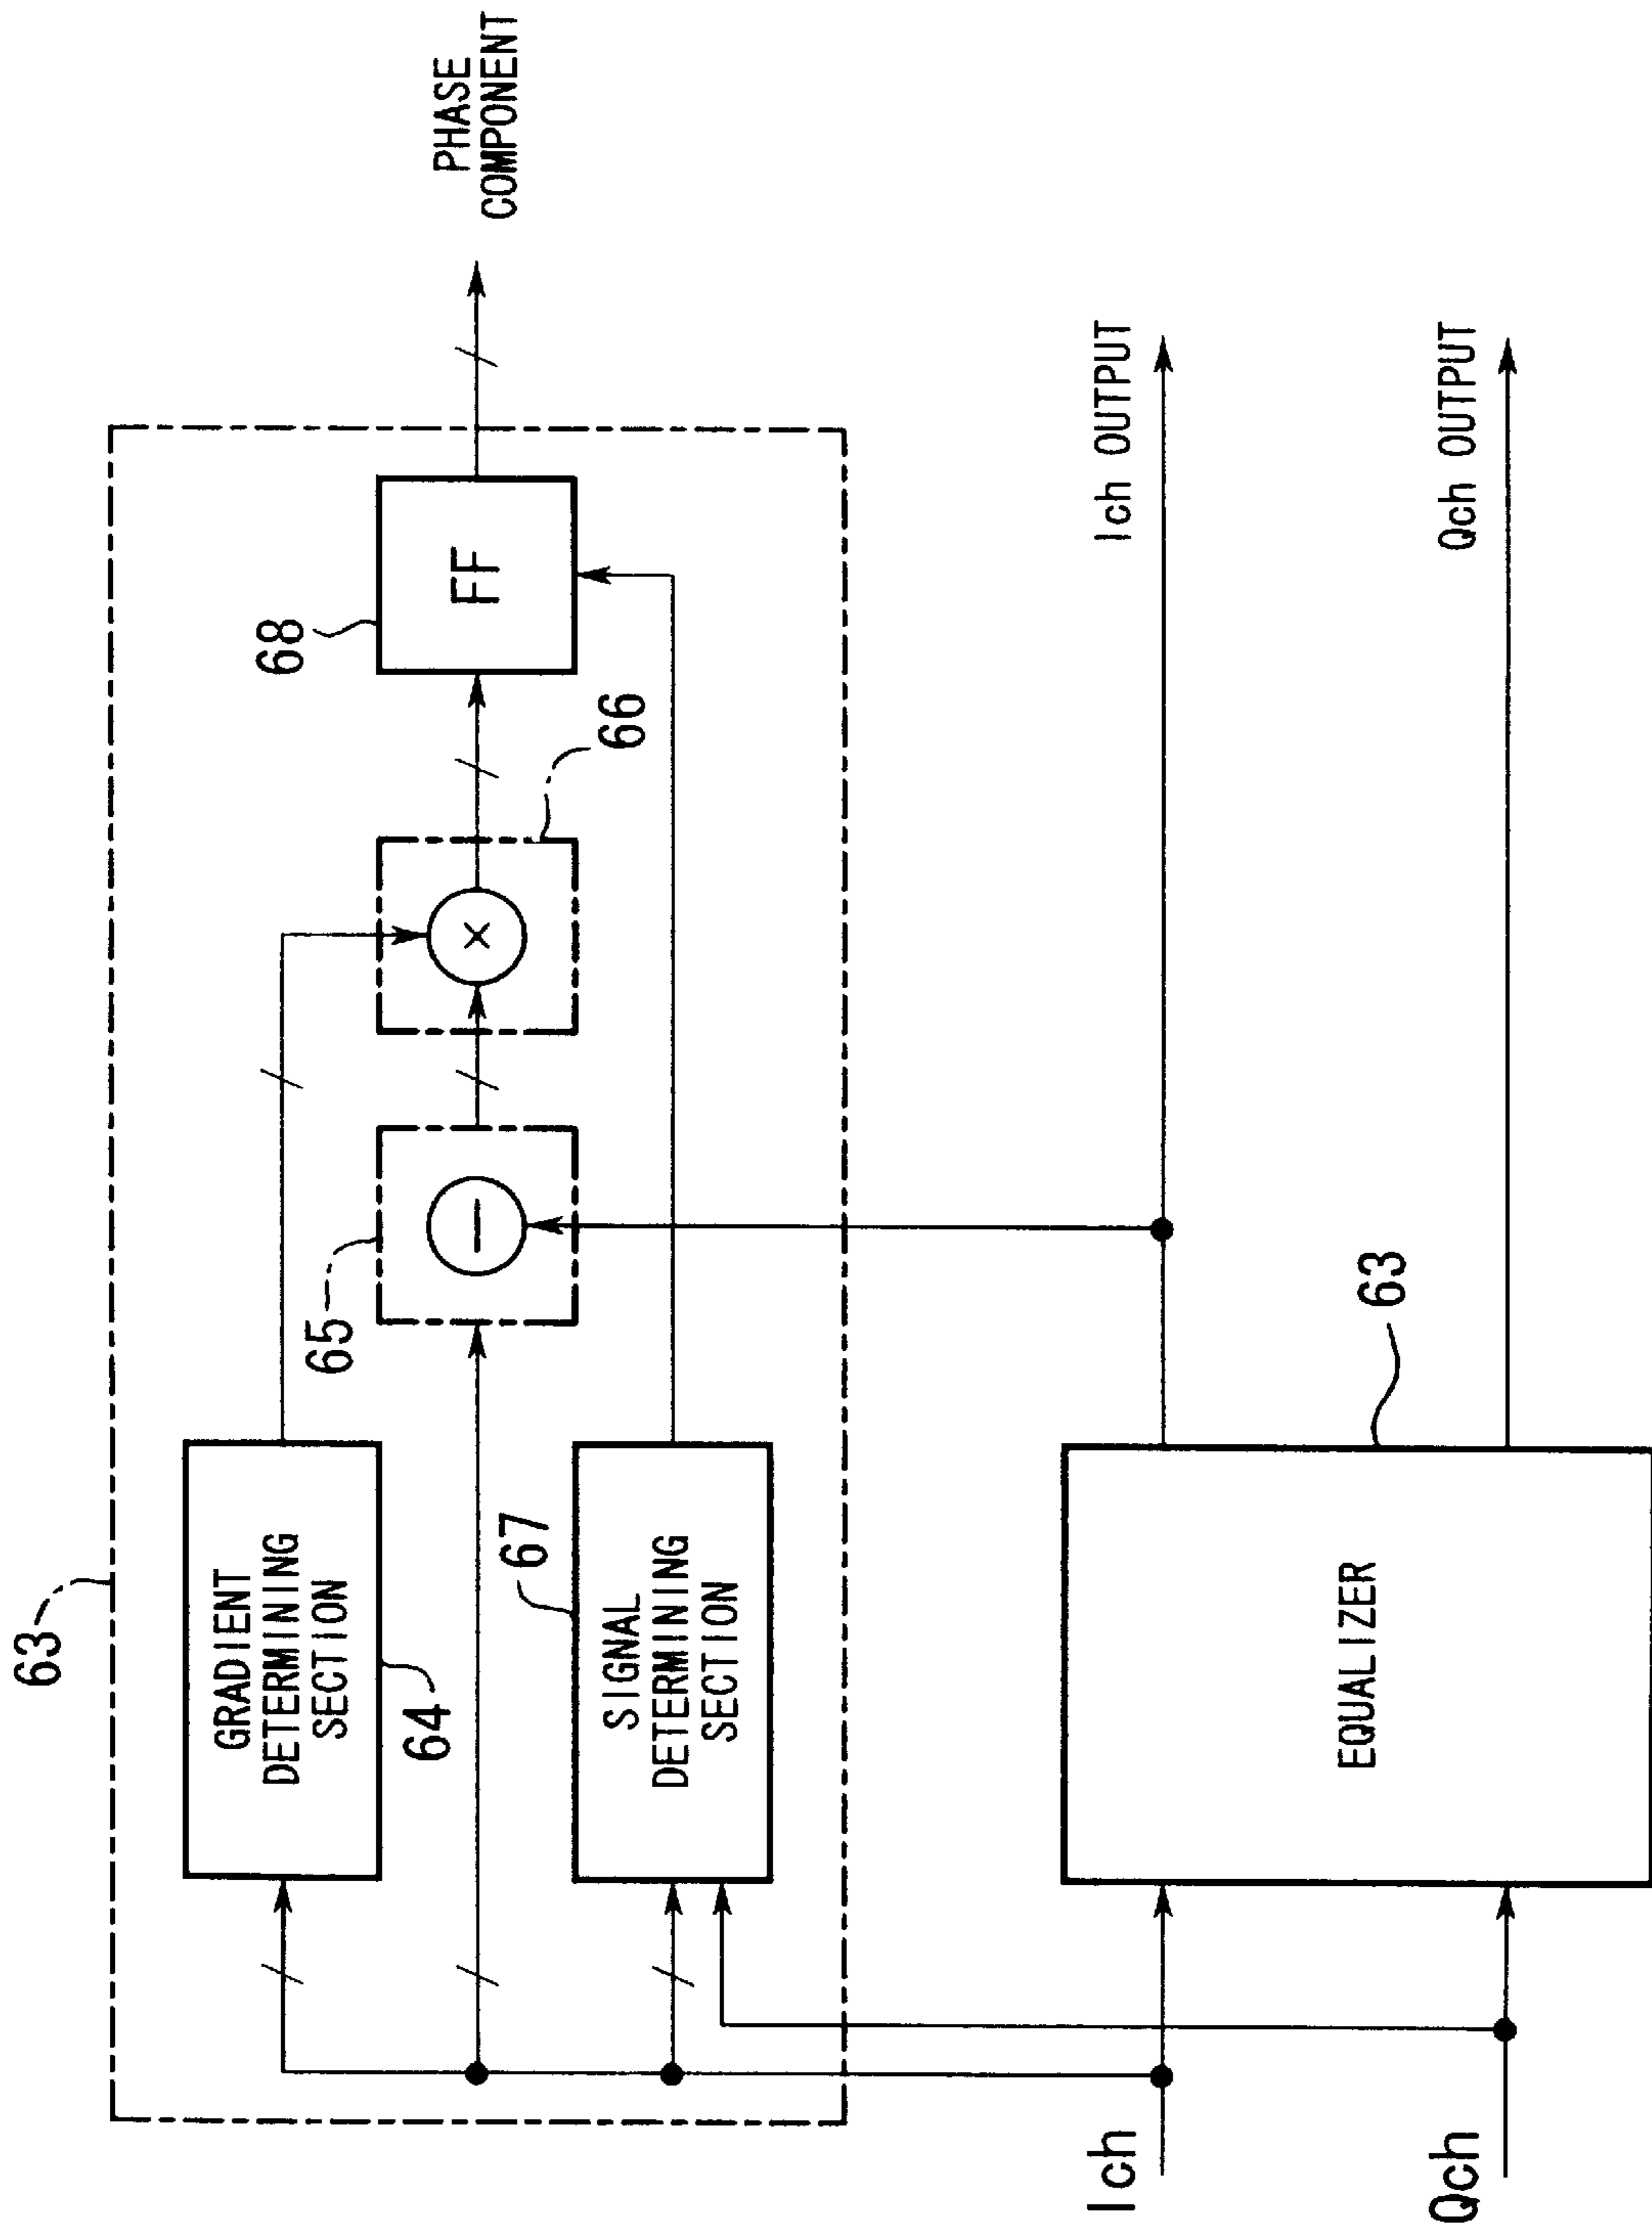 63
GRADIENT
DETERMINING
SECTION
64
65
66
68
FF
PHASE
COMPONENT
67
SIGNAL
DETERMINING
SECTION
×
−
Ich
Qch
EQUALIZER
63
Ich OUTPUT
Qch OUTPUT